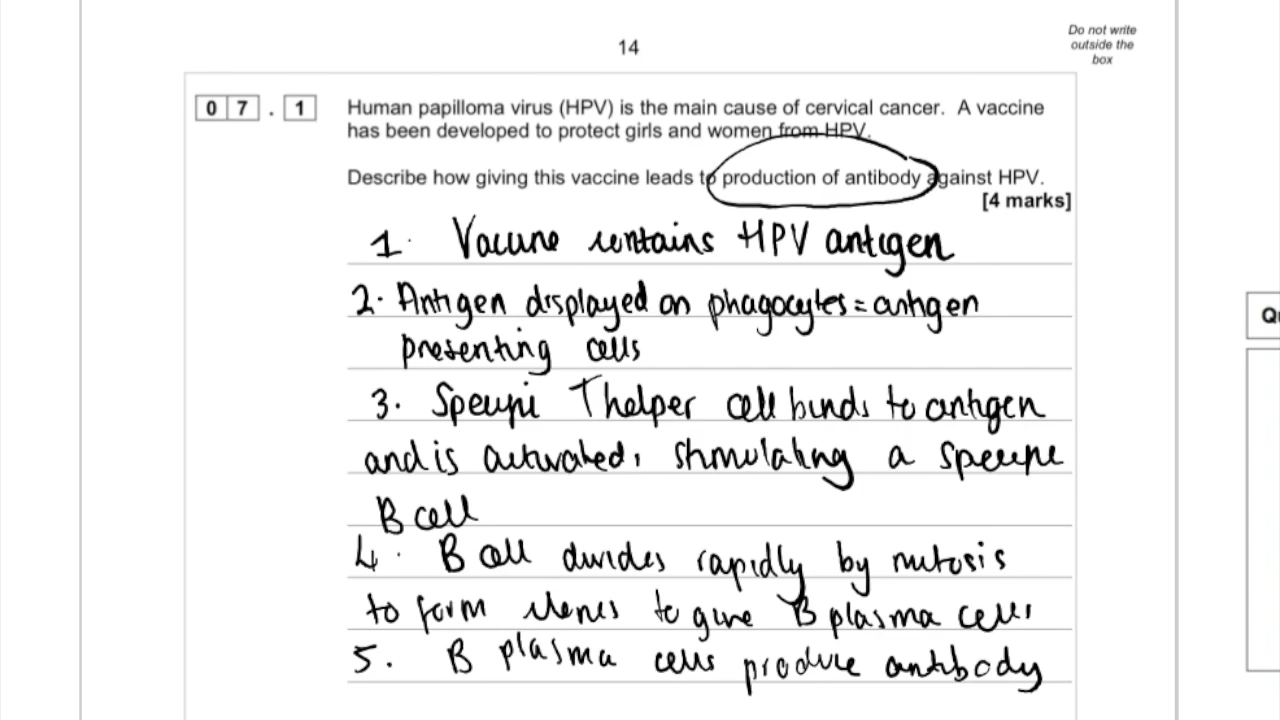 Do not write
outside the
box
14
0 7 . 1
Human papilloma virus (HPV) is the main cause of cervical cancer. A vaccine
has been developed to protect girls and women from HPV.
Describe how giving this vaccine leads to production of antibody against HPV.
[4 marks]
1. Vaccine contains HPV antigen
2. Antigen displayed on phagocytes = antigen
presenting cells
3. Specific T helper cell binds to antigen
and is activated, stimulating a specific
B cell
4. B cell divides rapidly by mitosis
to form clones to give B plasma cells
5. B plasma cells produce antibody